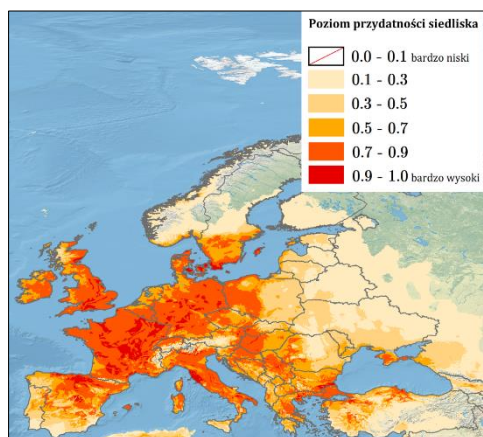 Poziom przydatności siedliska
0.0 - 0.1 bardzo niski
0.1 - 0.3
0.3 - 0.5
0.5 - 0.7
0.7 - 0.9
0.9 - 1.0 bardzo wysoki